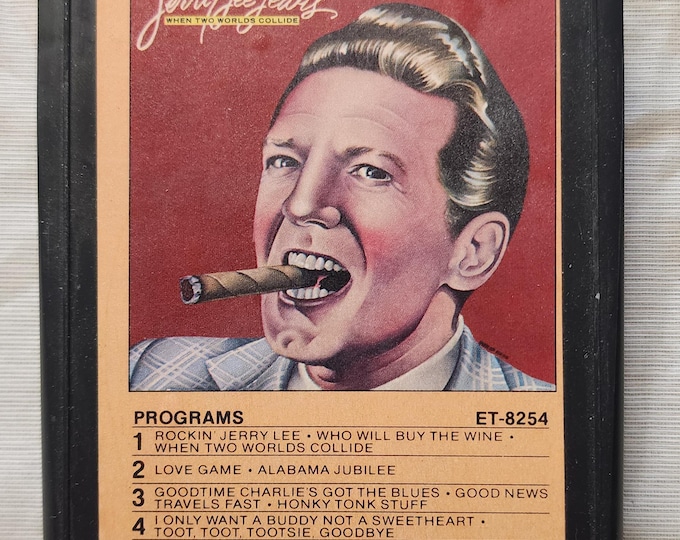 Jerry Lee Lewis
WHEN TWO WORLDS COLLIDE
PROGRAMS ET-8254
1 ROCKIN' JERRY LEE • WHO WILL BUY THE WINE •
WHEN TWO WORLDS COLLIDE
2 LOVE GAME • ALABAMA JUBILEE
3 GOODTIME CHARLIE'S GOT THE BLUES • GOOD NEWS
TRAVELS FAST • HONKY TONK STUFF
4 I ONLY WANT A BUDDY NOT A SWEETHEART •
TOOT, TOOT, TOOTSIE, GOODBYE